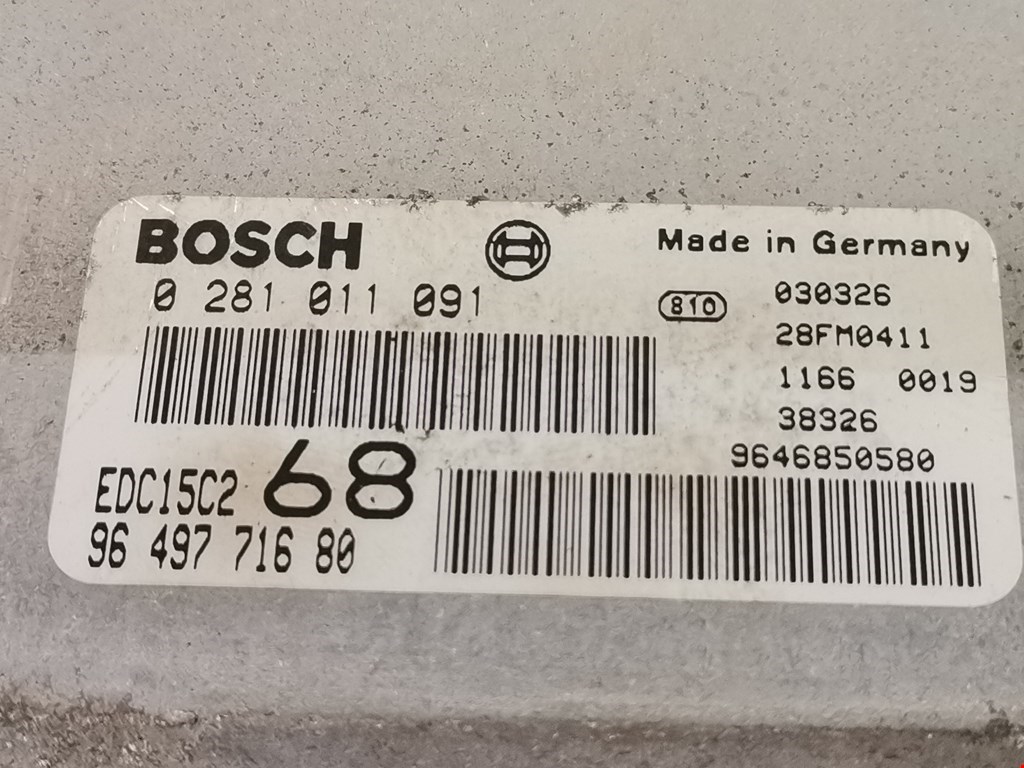 BOSCH
Made in Germany
0 281 011 091
810
030326
28FM0411
1166 0019
38326
9646850580
EDC15C2 68
96 497 716 80